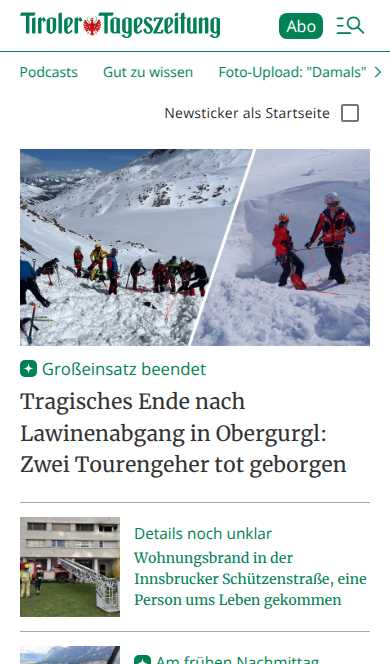 Tiroler Tageszeitung
Abo
Podcasts Gut zu wissen Foto-Upload: "Damals"
Newsticker als Startseite
Großeinsatz beendet
Tragisches Ende nach
Lawinenabgang in Obergurgl:
Zwei Tourengeher tot geborgen
Details noch unklar
Wohnungsbrand in der
Innsbrucker Schützenstraße, eine
Person ums Leben gekommen
Am frühen Nachmittag